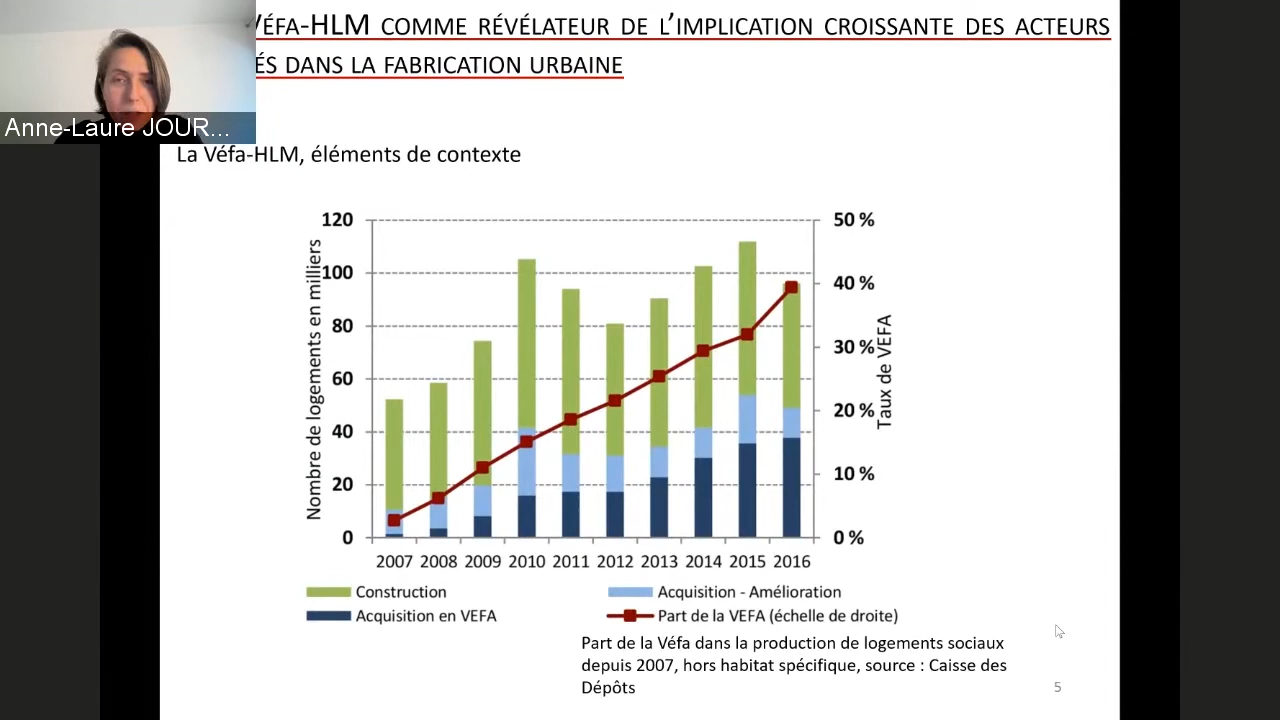 VÉFA-HLM COMME RÉVÉLATEUR DE L'IMPLICATION CROISSANTE DES ACTEURS
ÉS DANS LA FABRICATION URBAINE
Anne-Laure JOUR...
La Véfa-HLM, éléments de contexte
120
100
80
60
40
20
0
Nombre de logements en milliers
50 %
40 %
30 %
20 %
10 %
0 %
Taux de VEFA
2007 2008 2009 2010 2011 2012 2013 2014 2015 2016
Construction
Acquisition - Amélioration
Acquisition en VEFA
Part de la VEFA (échelle de droite)
Part de la Véfa dans la production de logements sociaux
depuis 2007, hors habitat spécifique, source : Caisse des
Dépôts
5